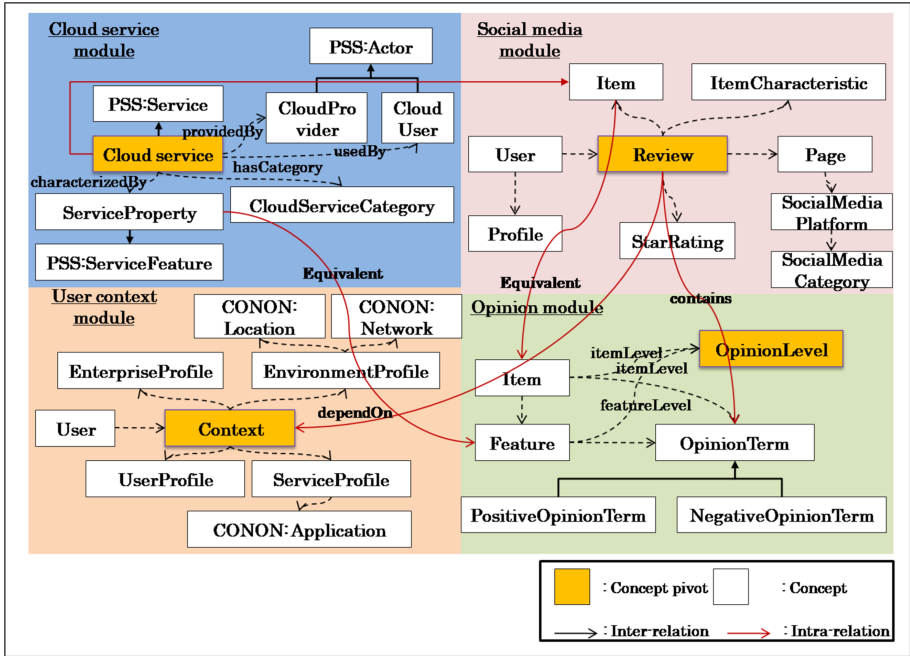 Cloud service
module
PSS:Actor
PSS:Service
CloudPro
vider
Cloud
User
providedBy
Cloud service
usedBy
hasCategory
characterizedBy
ServiceProperty
CloudServiceCategory
PSS:ServiceFeature
Equivalent
Social media
module
Item
ItemCharacteristic
User
Review
Page
Profile
StarRating
SocialMedia
Platform
SocialMedia
Category
Equivalent
contains
User context
module
CONON:
Location
CONON:
Network
EnterpriseProfile
EnvironmentProfile
dependOn
User
Context
UserProfile
ServiceProfile
CONON:Application
Opinion module
OpinionLevel
itemLevel
itemLevel
Item
featureLevel
Feature
OpinionTerm
PositiveOpinionTerm
NegativeOpinionTerm
: Concept pivot
: Concept
: Inter-relation
: Intra-relation